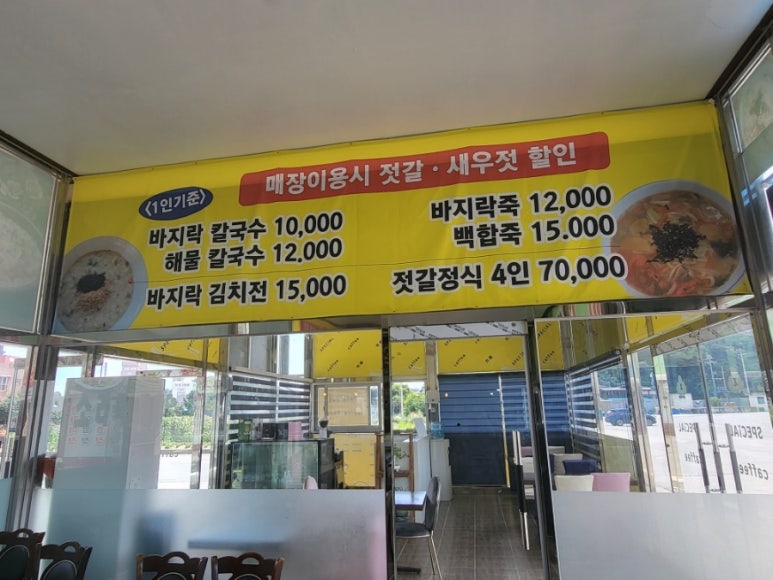 매장이용시 젓갈 · 새우젓 할인
<1인기준>
바지락 칼국수 10,000
해물 칼국수 12.000
바지락 김치전 15,000
바지락죽 12,000
백합죽 15.000
젓갈정식 4인 70,000
SPECIAL
caffee